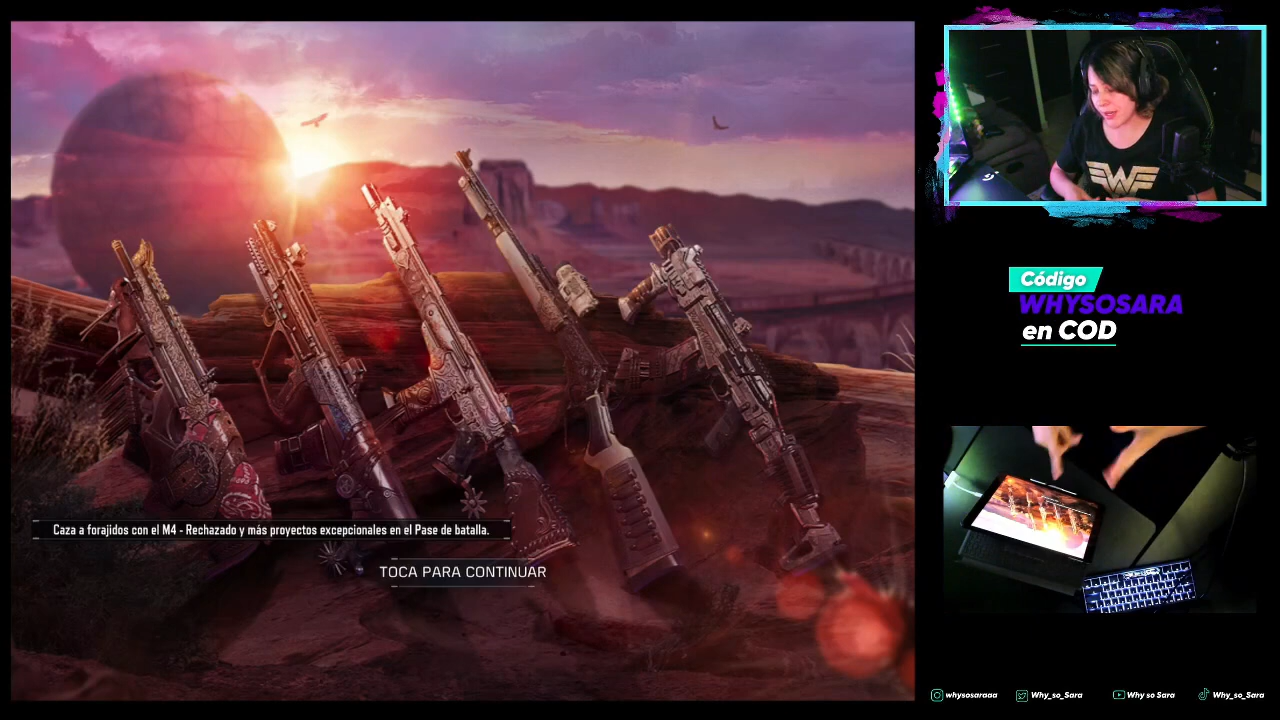 Caza a forajidos con el M4 - Rechazado y más proyectos excepcionales en el Pase de batalla.
TOCA PARA CONTINUAR
Código
WHYSOSARA
en COD
whysosaraaa
Why_so_Sara
Why so Sara
Why_so_Sara